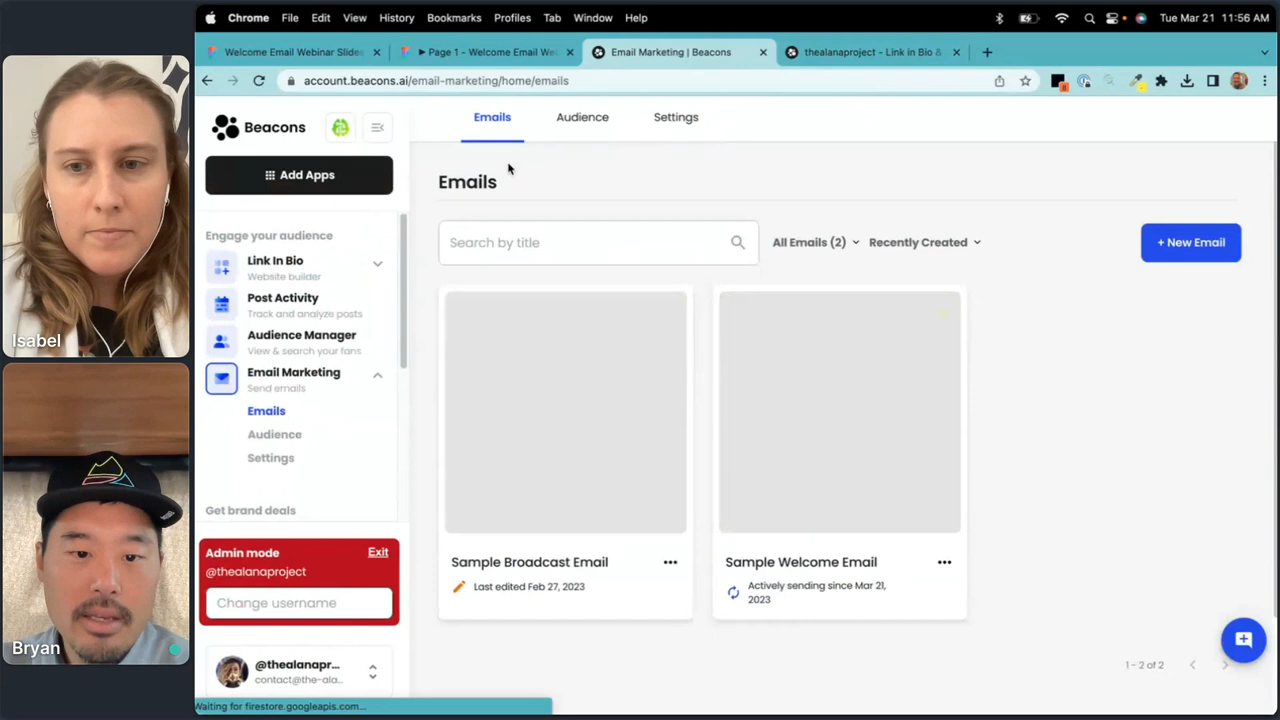 Chrome File Edit View History Bookmarks Profiles Tab Window Help Tue Mar 21 11:56 AM
Welcome Email Webinar Slides
Page 1 - Welcome Email We
Email Marketing | Beacons
thealanaproject - Link in Bio &
account.beacons.ai/email-marketing/home/emails
Beacons
Add Apps
Engage your audience
Link In Bio
Website builder
Post Activity
Track and analyze posts
Audience Manager
View & search your fans
Email Marketing
Send emails
Emails
Audience
Settings
Get brand deals
Admin mode Exit
@thealanaproject
Change username
@thealanapr...
contact@the-ala...
Waiting for firestore.googleapis.com...
Emails Audience Settings
Emails
Search by title
All Emails (2) Recently Created
+ New Email
Sample Broadcast Email
Last edited Feb 27, 2023
Sample Welcome Email
Actively sending since Mar 21,
2023
1 - 2 of 2
Isabel
Bryan